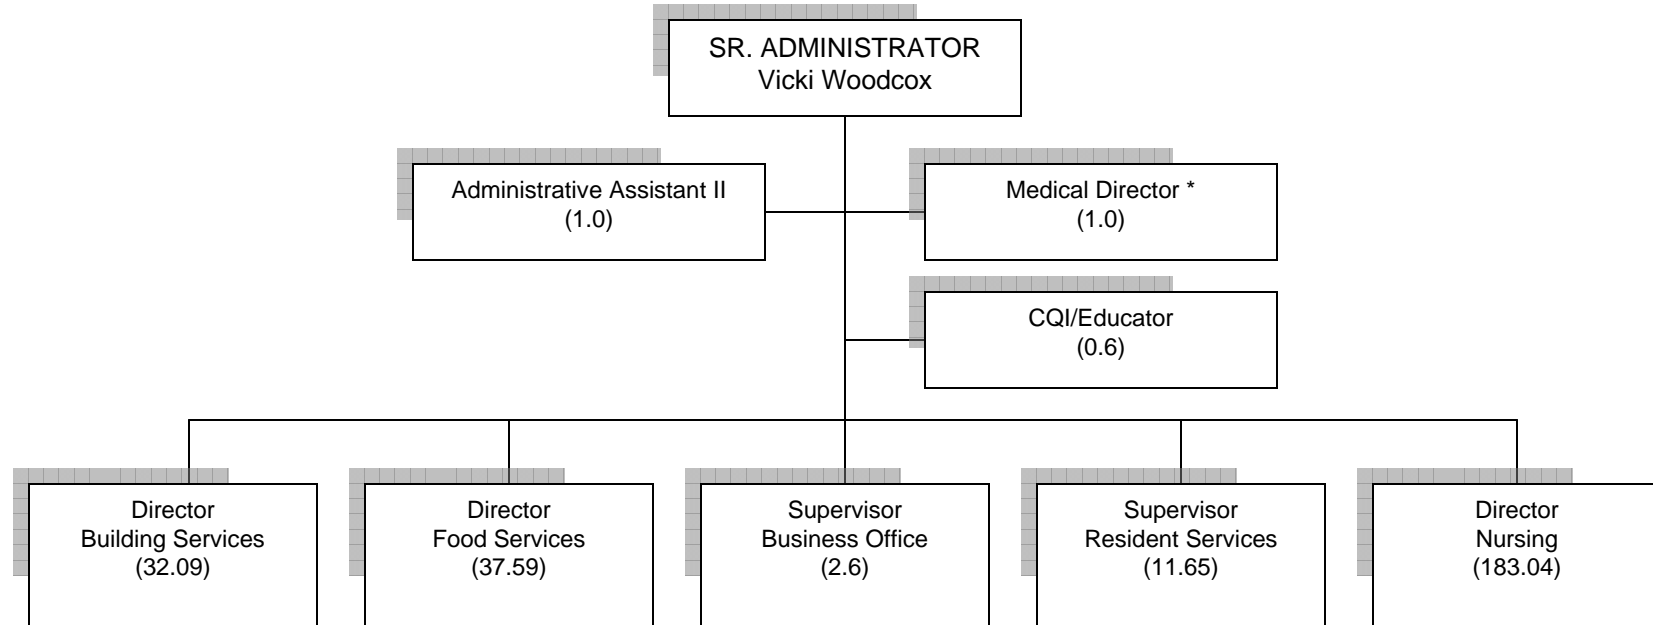 SR. ADMINISTRATOR
Vicki Woodcox
Administrative Assistant II
(1.0)
Medical Director *
(1.0)
CQI/Educator
(0.6)
Director
Building Services
(32.09)
Director
Food Services
(37.59)
Supervisor
Business Office
(2.6)
Supervisor
Resident Services
(11.65)
Director
Nursing
(183.04)